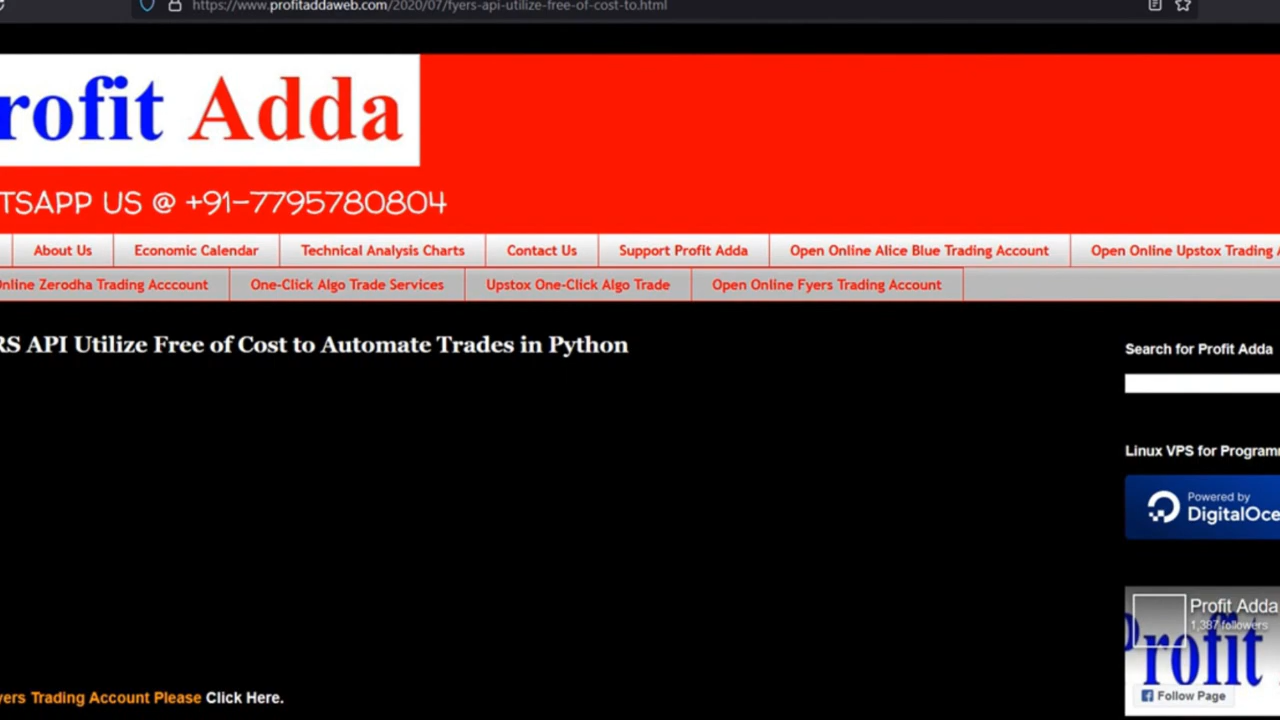 https://www.profitaddaweb.com/2020/07/fyers-api-utilize-free-of-cost-to.html
rofit Adda
TSAPP US @ +91-7795780804
About Us
Economic Calendar
Technical Analysis Charts
Contact Us
Support Profit Adda
Open Online Alice Blue Trading Account
Open Online Upstox Trading
nline Zerodha Trading Acccount
One-Click Algo Trade Services
Upstox One-Click Algo Trade
Open Online Fyers Trading Account
RS API Utilize Free of Cost to Automate Trades in Python
Search for Profit Adda
Linux VPS for Programm
Powered by
DigitalOce
Profit Adda
1,387 followers
rofit
Follow Page
yers Trading Account Please Click Here.